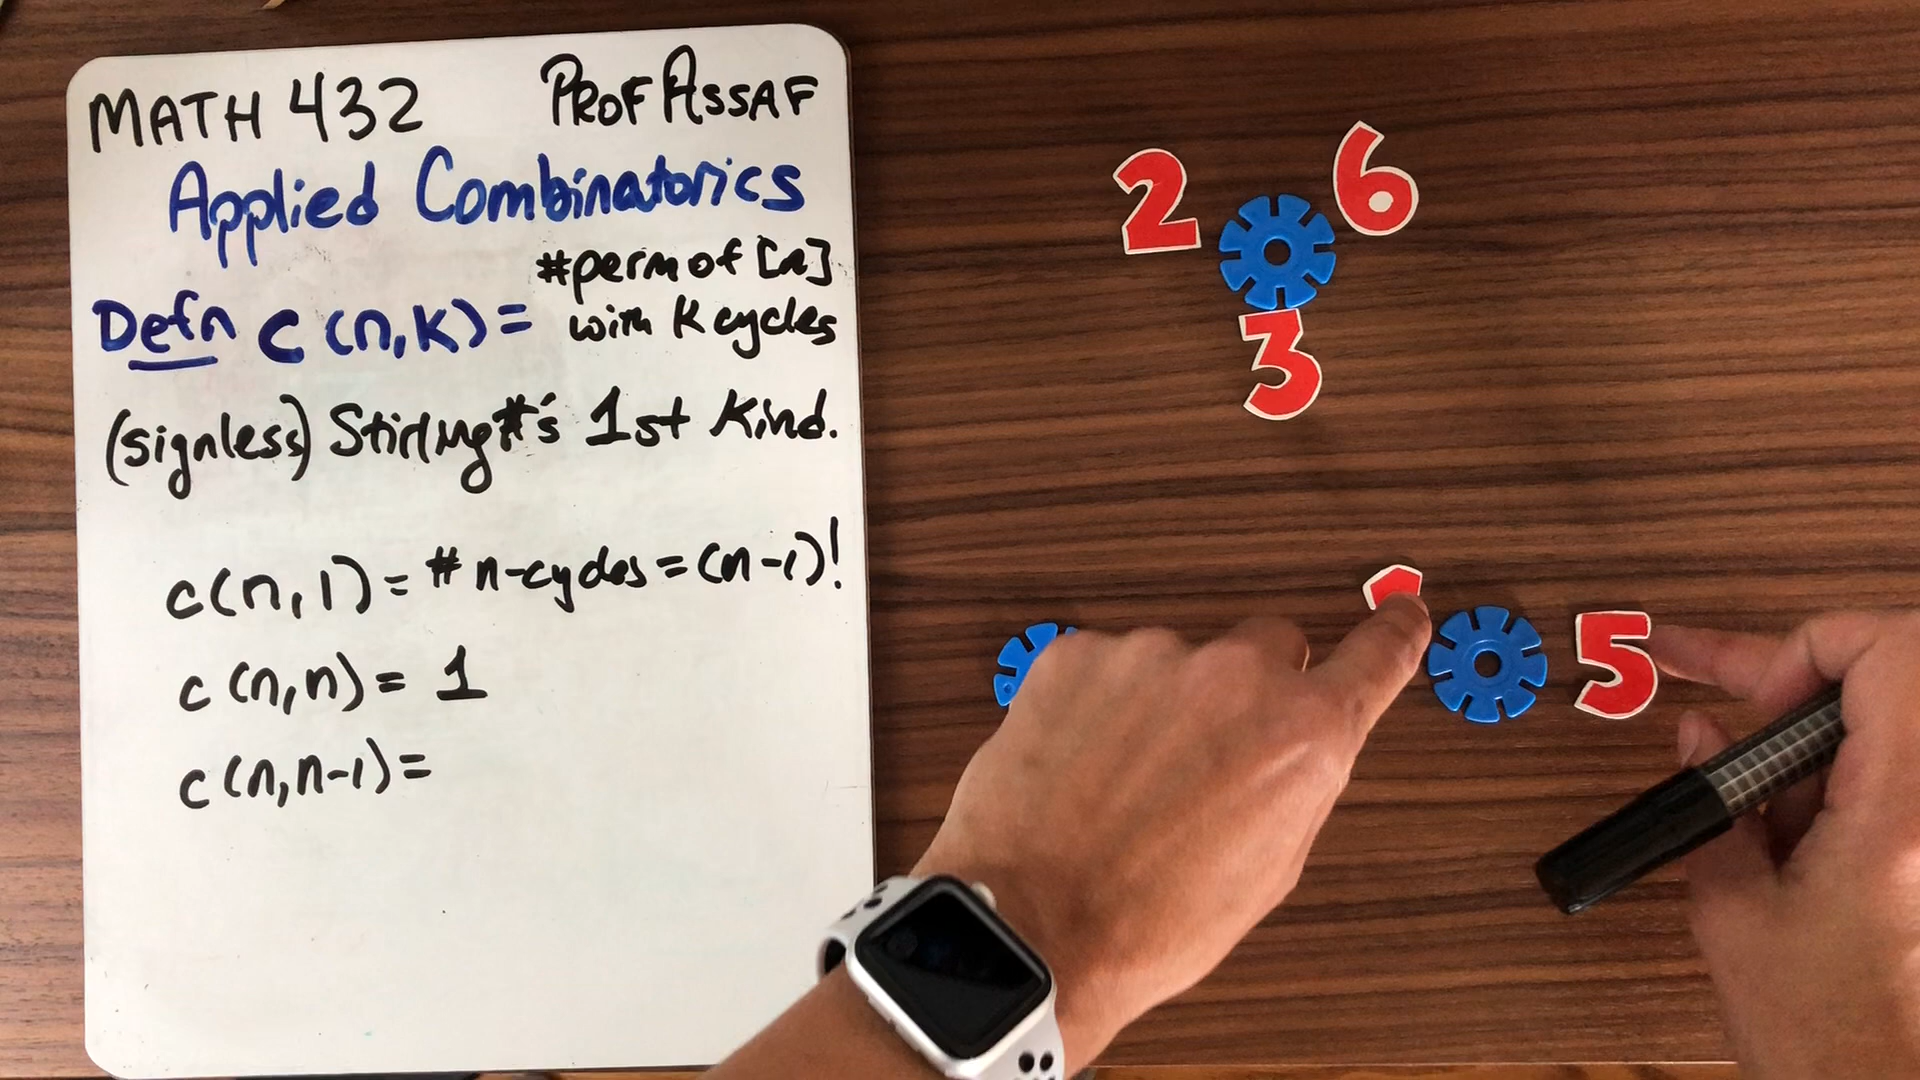 MATH 432 PROF ASSAF
Applied Combinatorics
Defn c(n,k) = #perm of [n]
with k cycles
(signless) Stirling #'s 1st Kind.
c(n,1) = # n-cycles = (n-1)!
c(n,n) = 1
c(n,n-1) =
2 6
3
5